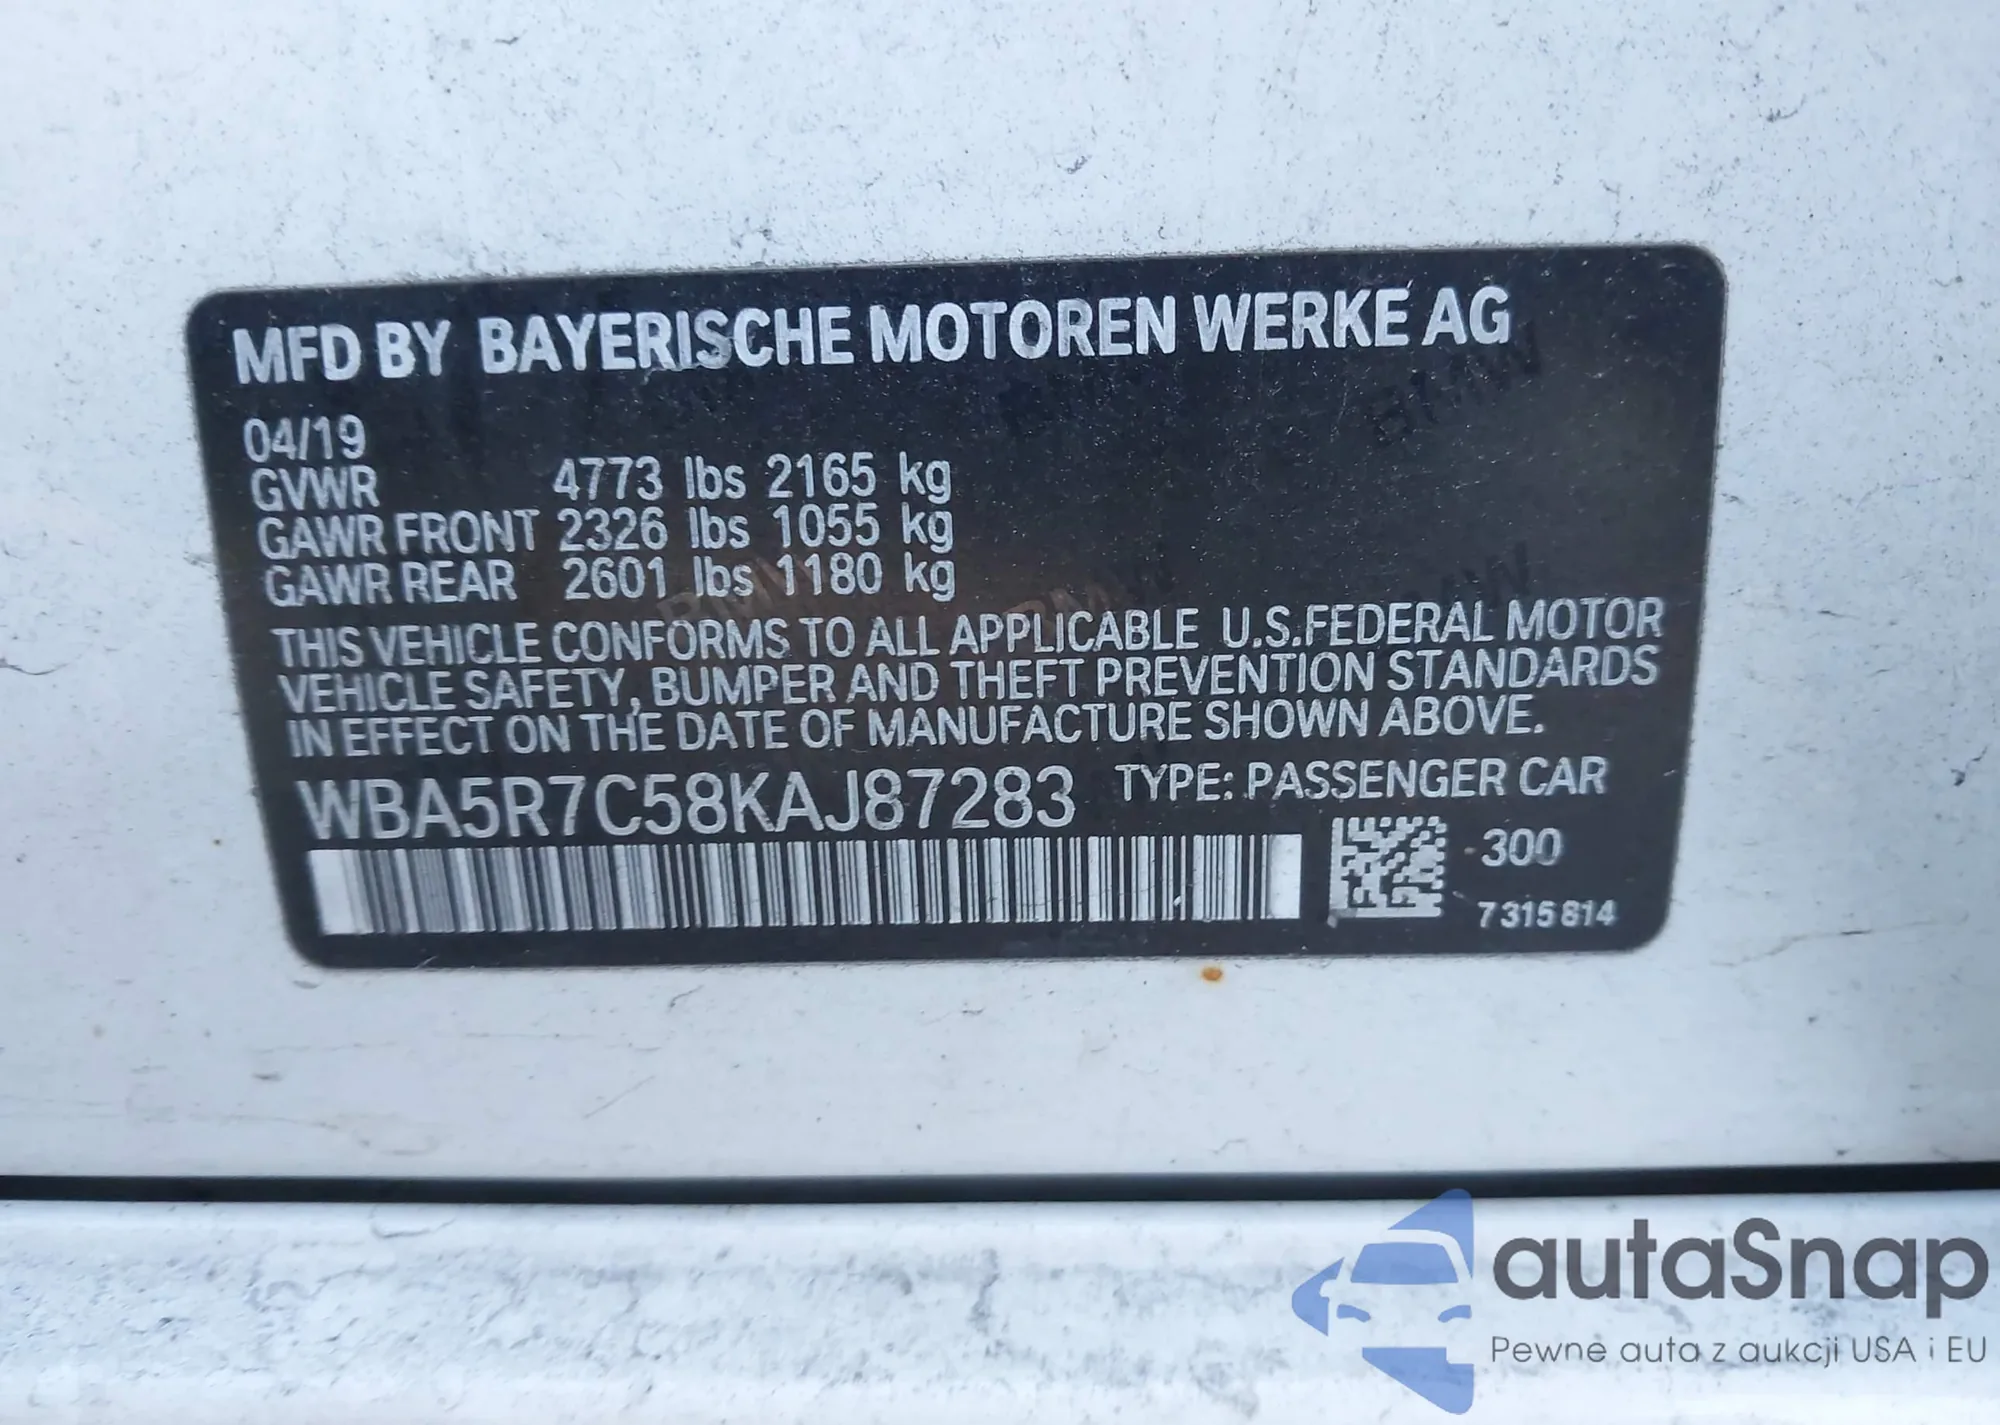 MFD BY BAYERISCHE MOTOREN WERKE AG
04/19
GVWR 4773 lbs 2165 kg
GAWR FRONT 2326 lbs 1055 kg
GAWR REAR 2601 lbs 1180 kg
THIS VEHICLE CONFORMS TO ALL APPLICABLE U.S.FEDERAL MOTOR
VEHICLE SAFETY, BUMPER AND THEFT PREVENTION STANDARDS
IN EFFECT ON THE DATE OF MANUFACTURE SHOWN ABOVE.
WBA5R7C58KAJ87283 TYPE: PASSENGER CAR
300
7315814
autaSnap
Pewne auta z aukcji USA i EU